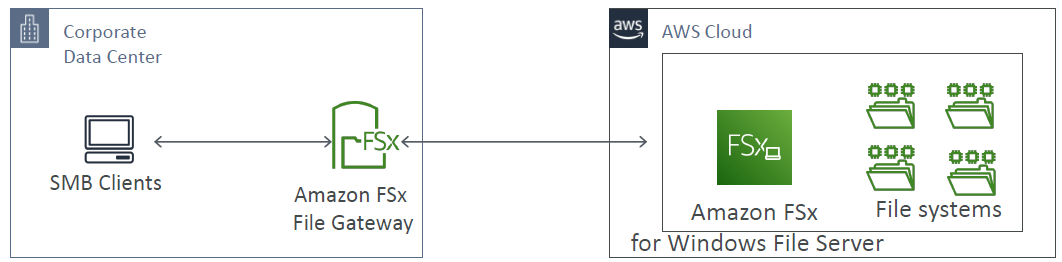 Corporate
Data Center
SMB Clients
FSx
Amazon FSx
File Gateway
aws
AWS Cloud
FSx
Amazon FSx
for Windows File Server
File systems